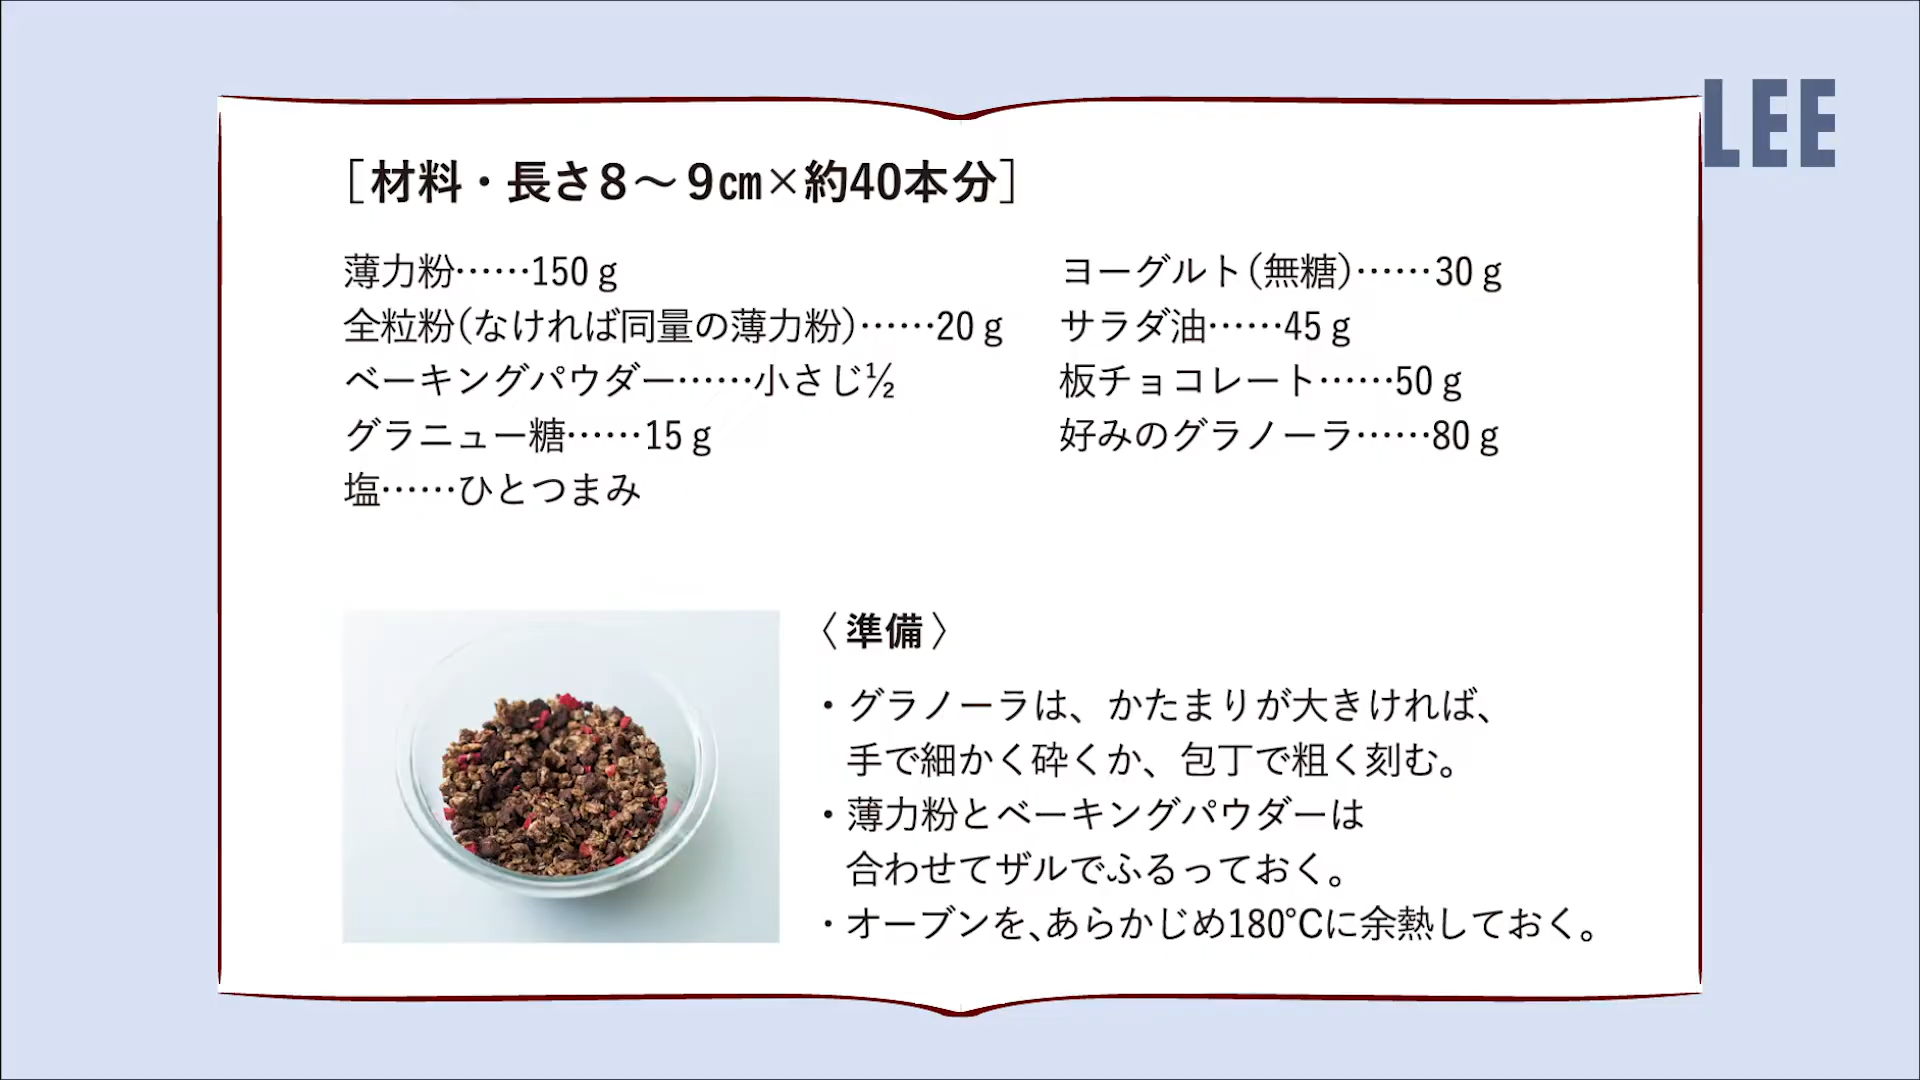 LEE
［材料・長さ８〜９㎝×約40本分］
薄力粉……150ｇ
全粒粉（なければ同量の薄力粉）……20ｇ
ベーキングパウダー……小さじ½
グラニュー糖……15ｇ
塩……ひとつまみ
ヨーグルト（無糖）……30ｇ
サラダ油……45ｇ
板チョコレート……50ｇ
好みのグラノーラ……80ｇ
〈準備〉
・グラノーラは、かたまりが大きければ、
手で細かく砕くか、包丁で粗く刻む。
・薄力粉とベーキングパウダーは
合わせてザルでふるっておく。
・オーブンを、あらかじめ180℃に余熱しておく。